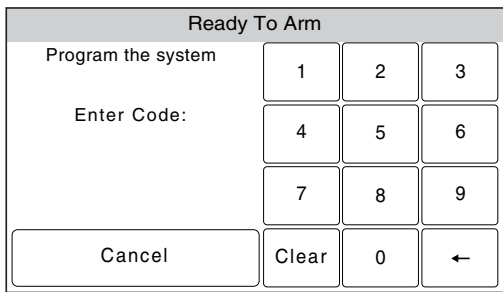 Ready To Arm
Program the system
1 2 3
Enter Code:
4 5 6
7 8 9
Cancel Clear 0 ←